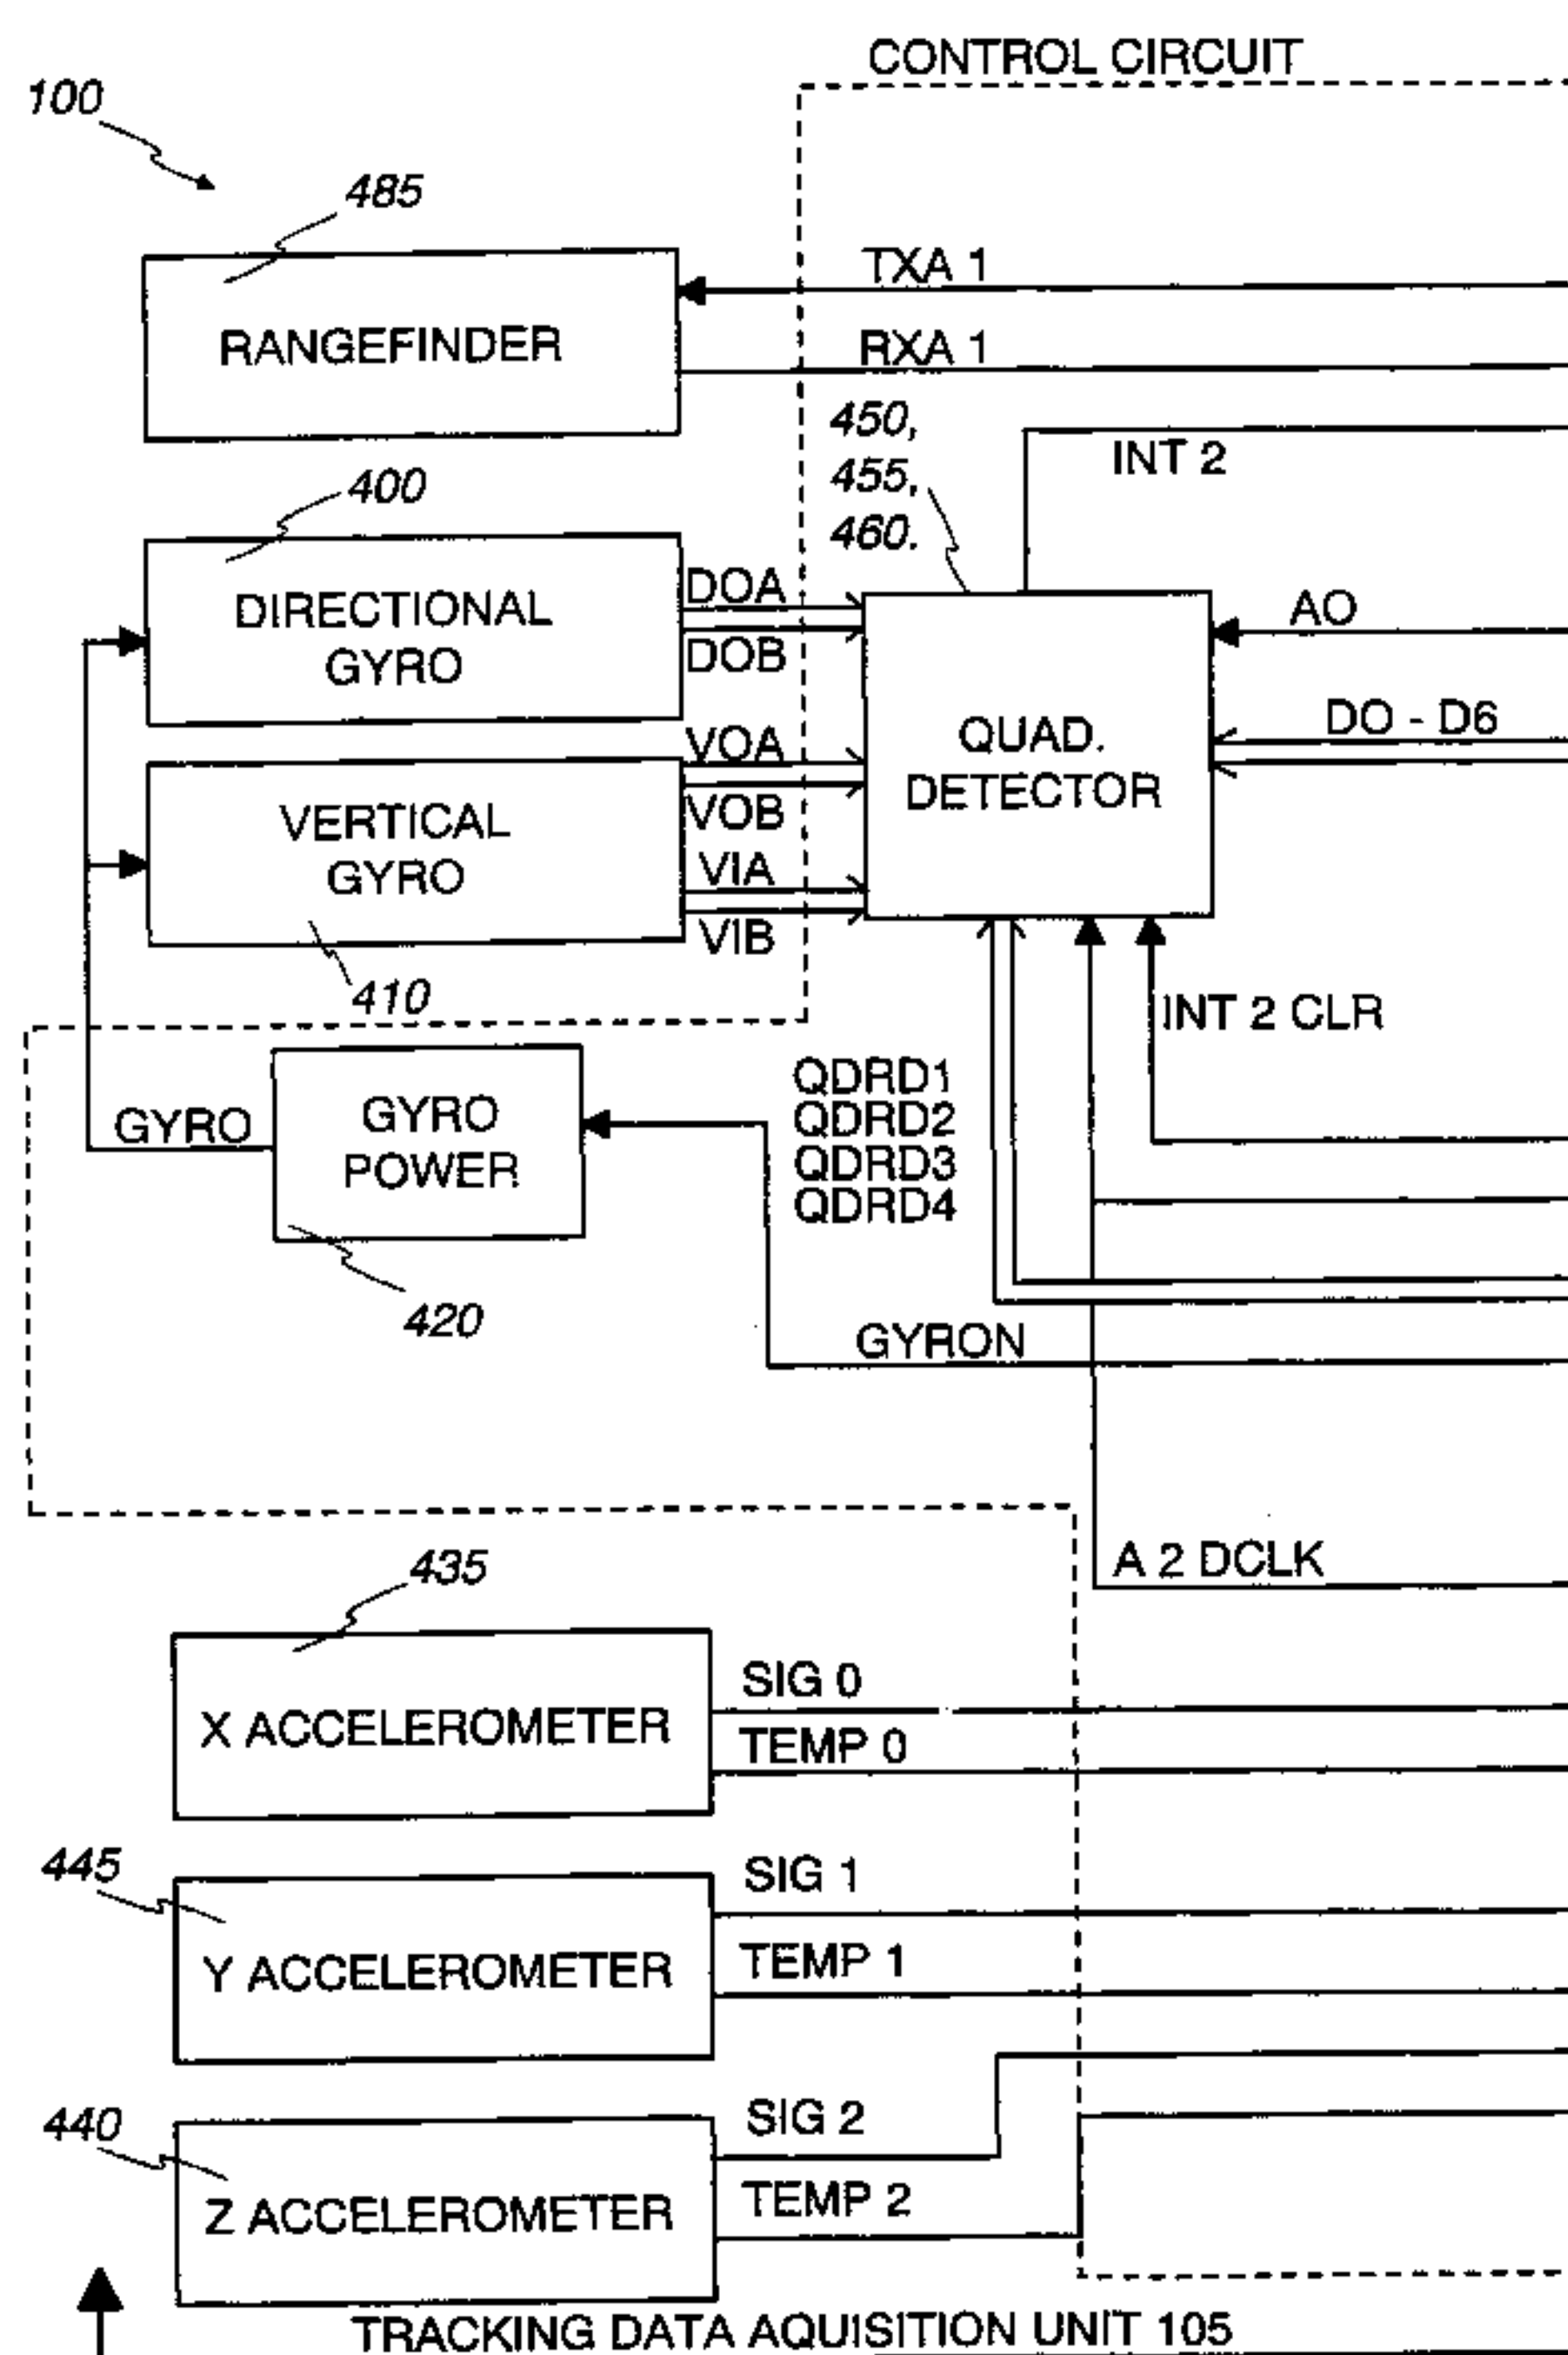 CONTROL CIRCUIT
100
485
RANGEFINDER
TXA 1
RXA 1
450,
455,
460.
INT 2
400
DIRECTIONAL
GYRO
DOA
DOB
AO
DO - D6
QUAD.
DETECTOR
VOA
VOB
VIA
VIB
VERTICAL
GYRO
410
INT 2 CLR
GYRO
GYRO
POWER
420
QDRD1
QDRD2
QDRD3
QDRD4
GYRON
A 2 DCLK
435
X ACCELEROMETER
SIG 0
TEMP 0
445
Y ACCELEROMETER
SIG 1
TEMP 1
440
Z ACCELEROMETER
SIG 2
TEMP 2
TRACKING DATA AQUISITION UNIT 105